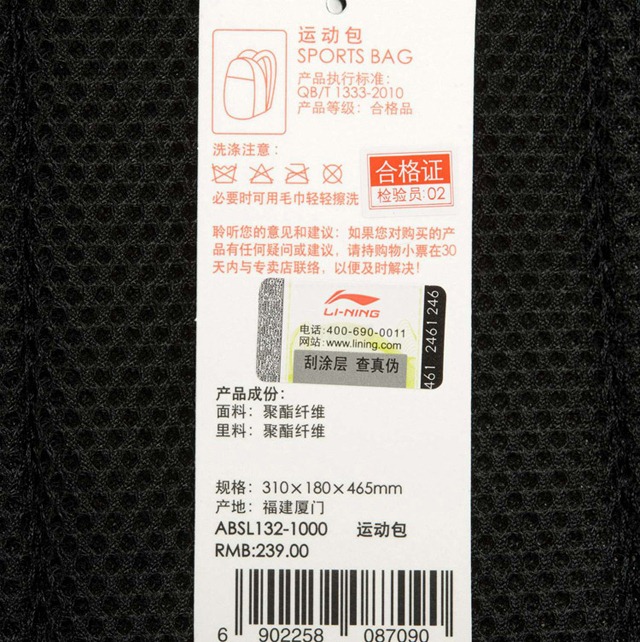 运动包
SPORTS BAG
产品执行标准：
QB/T 1333-2010
产品等级：合格品
洗涤注意：
必要时可用毛巾轻轻擦洗
合格证
检验员:02
聆听您的意见和建议：如果您对购买的产
品有任何疑问或建议，请持购物小票在30
天内与专卖店联络，以便及时解决！
LI-NING
电话:400-690-0011
网站:www.lining.com
刮涂层 查真伪
461 2461 246
产品成份：
面料：聚酯纤维
里料：聚酯纤维
规格：310×180×465mm
产地：福建厦门
ABSL132-1000 运动包
RMB:239.00
6 902258 087090